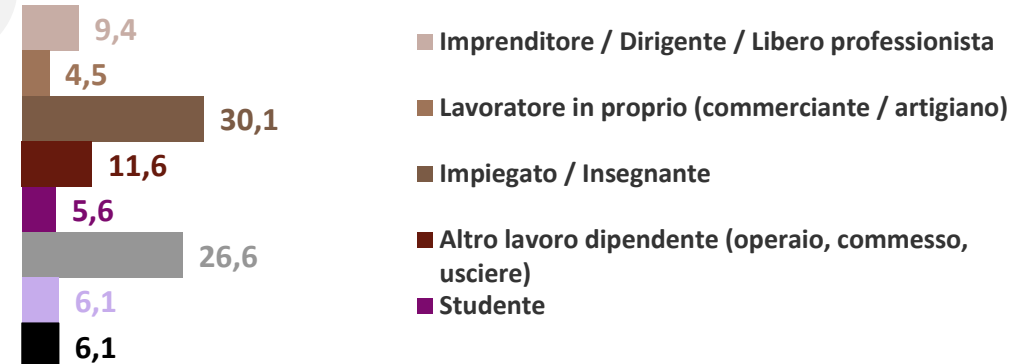 9,4
4,5
30,1
11,6
5,6
26,6
6,1
6,1
Imprenditore / Dirigente / Libero professionista
Lavoratore in proprio (commerciante / artigiano)
Impiegato / Insegnante
Altro lavoro dipendente (operaio, commesso,
usciere)
Studente